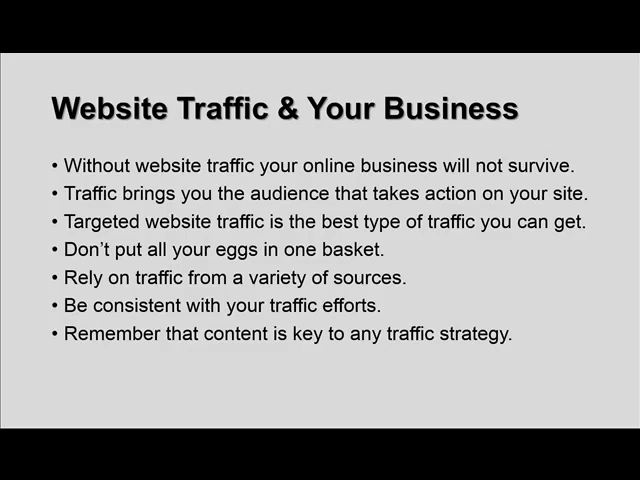 Website Traffic & Your Business
• Without website traffic your online business will not survive.
• Traffic brings you the audience that takes action on your site.
• Targeted website traffic is the best type of traffic you can get.
• Don’t put all your eggs in one basket.
• Rely on traffic from a variety of sources.
• Be consistent with your traffic efforts.
• Remember that content is key to any traffic strategy.